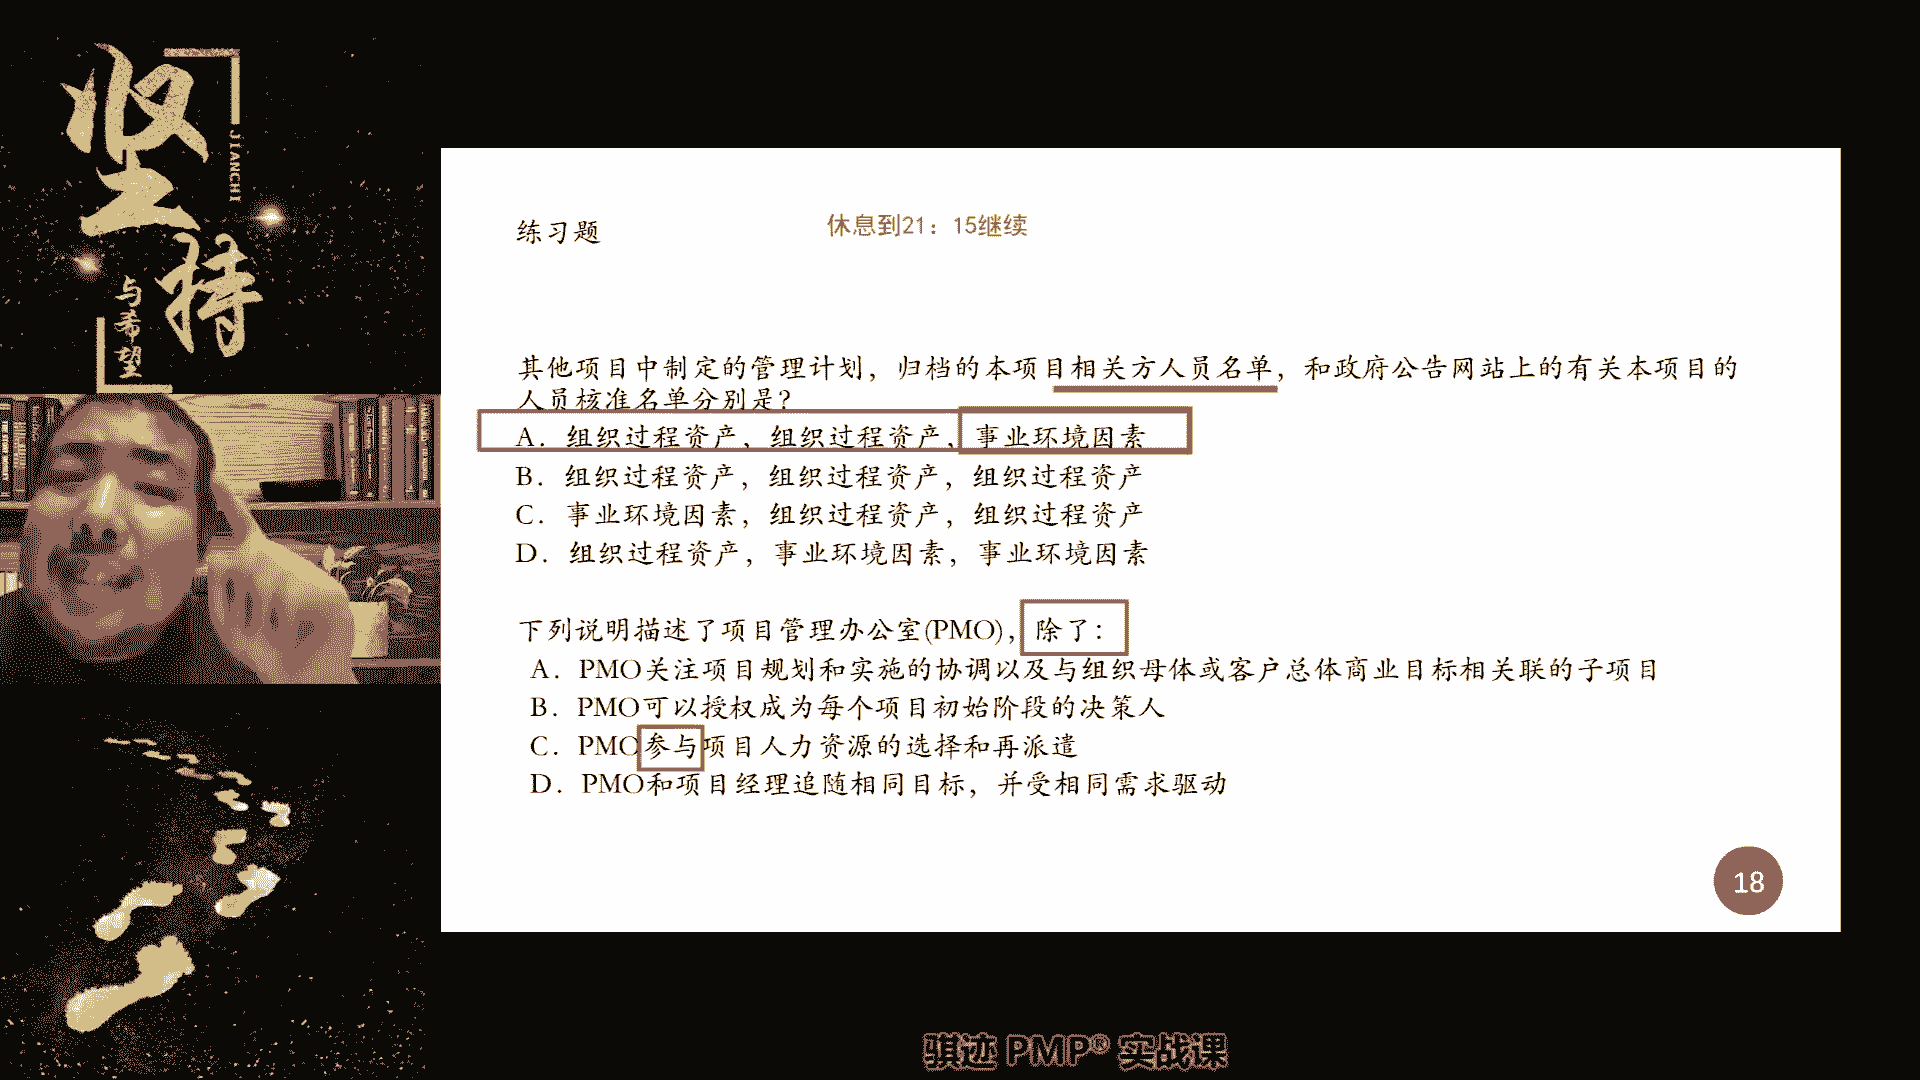 坚持
JIANCHI
与希望
练习题
休息到21：15继续
其他项目中制定的管理计划，归档的本项目相关方人员名单，和政府公告网站上的有关本项目的
人员核准名单分别是？
A．组织过程资产，组织过程资产，事业环境因素
B．组织过程资产，组织过程资产，组织过程资产
C．事业环境因素，组织过程资产，组织过程资产
D．组织过程资产，事业环境因素，事业环境因素
下列说明描述了项目管理办公室(PMO)，除了：
A．PMO关注项目规划和实施的协调以及与组织母体或客户总体商业目标相关联的子项目
B．PMO可以授权成为每个项目初始阶段的决策人
C．PMO参与项目人力资源的选择和再派遣
D．PMO和项目经理追随相同目标，并受相同需求驱动
18
骐迹 PMP® 实战课